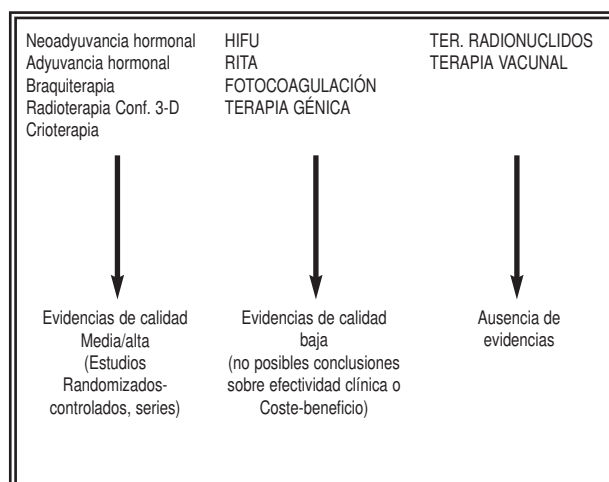 Neoadyuvancia hormonal
Adyuvancia hormonal
Braquiterapia
Radioterapia Conf. 3-D
Crioterapia
HIFU
RITA
FOTOCOAGULACIÓN
TERAPIA GÉNICA
TER. RADIONUCLIDOS
TERAPIA VACUNAL
Evidencias de calidad
Media/alta
(Estudios
Randomizados-
controlados, series)
Evidencias de calidad
baja
(no posibles conclusiones
sobre efectividad clínica o
Coste-beneficio)
Ausencia de
evidencias